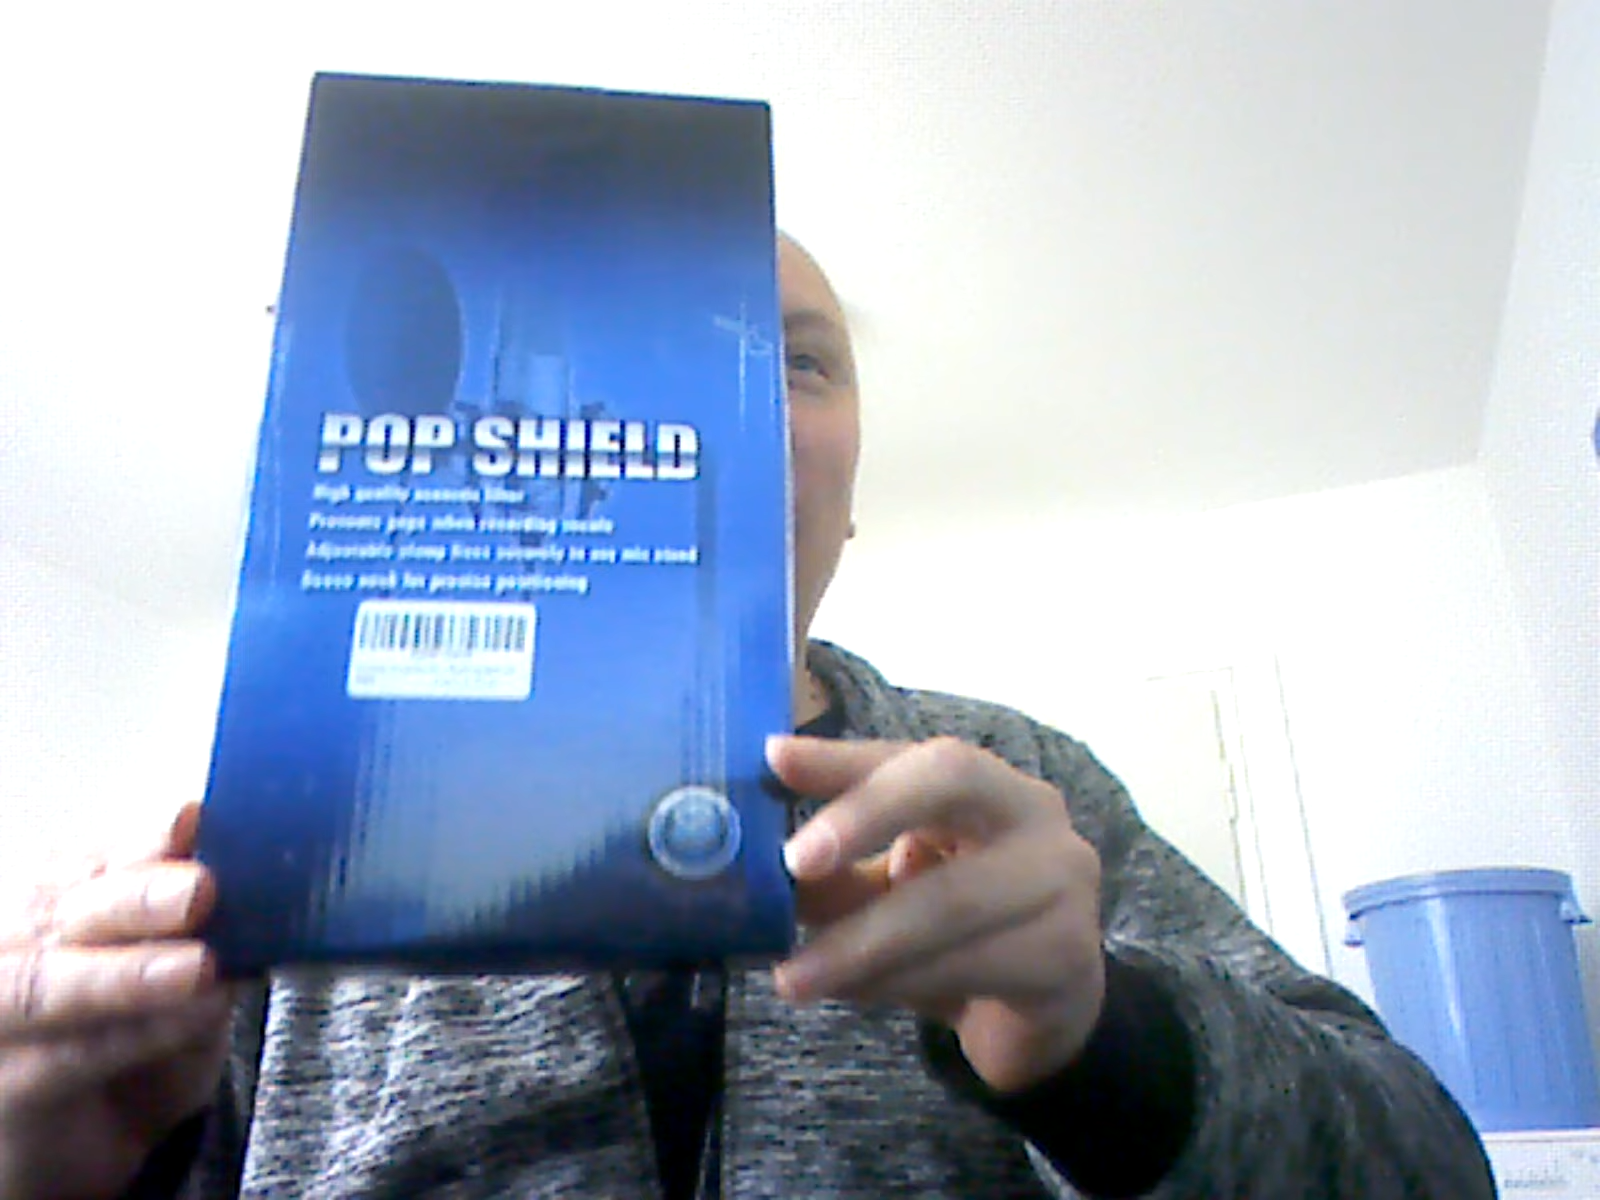 POP SHIELD
High quality acoustic filter
Prevents pops when recording vocals
Adjustable clamp fixes securely to any mic stand
Goose neck for precise positioning